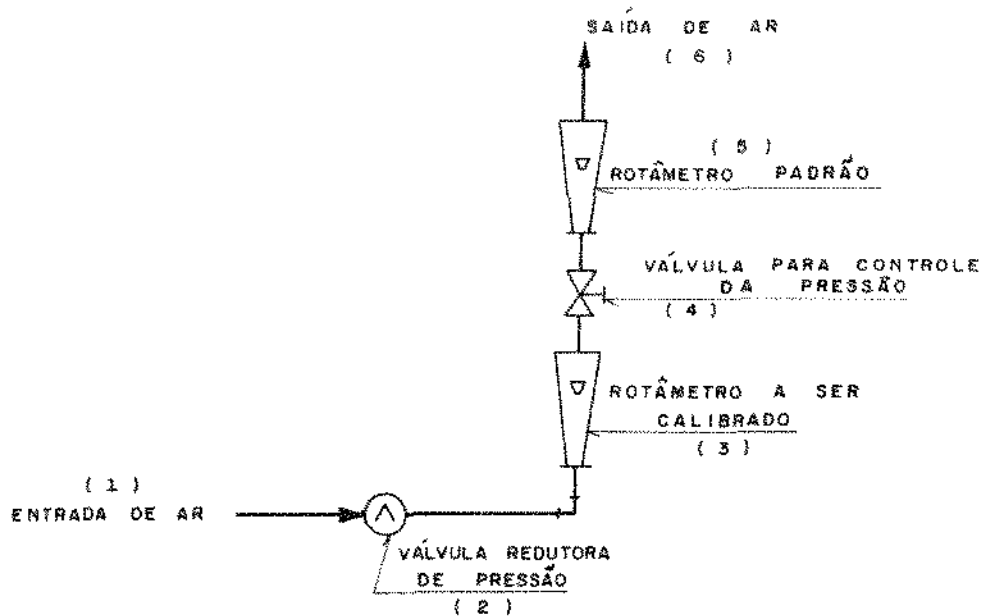 SAÍDA DE AR
( 6 )
( 5 )
ROTÂMETRO PADRÃO
VÁLVULA PARA CONTROLE
DA PRESSÃO
( 4 )
ROTÂMETRO A SER
CALIBRADO
( 3 )
( 1 )
ENTRADA DE AR
VÁLVULA REDUTORA
DE PRESSÃO
( 2 )